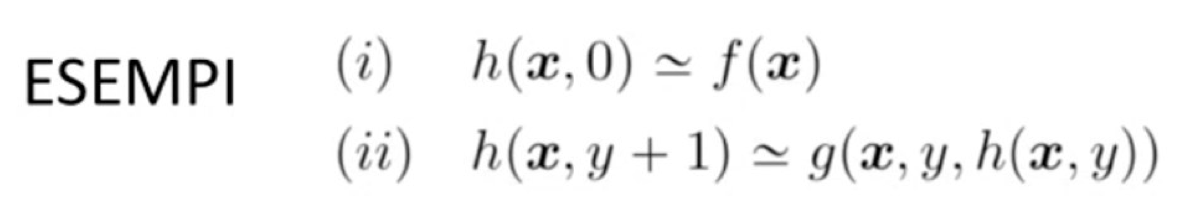 ESEMPI
(i) h(x, 0) ≃ f(x)
(ii) h(x, y + 1) ≃ g(x, y, h(x, y))